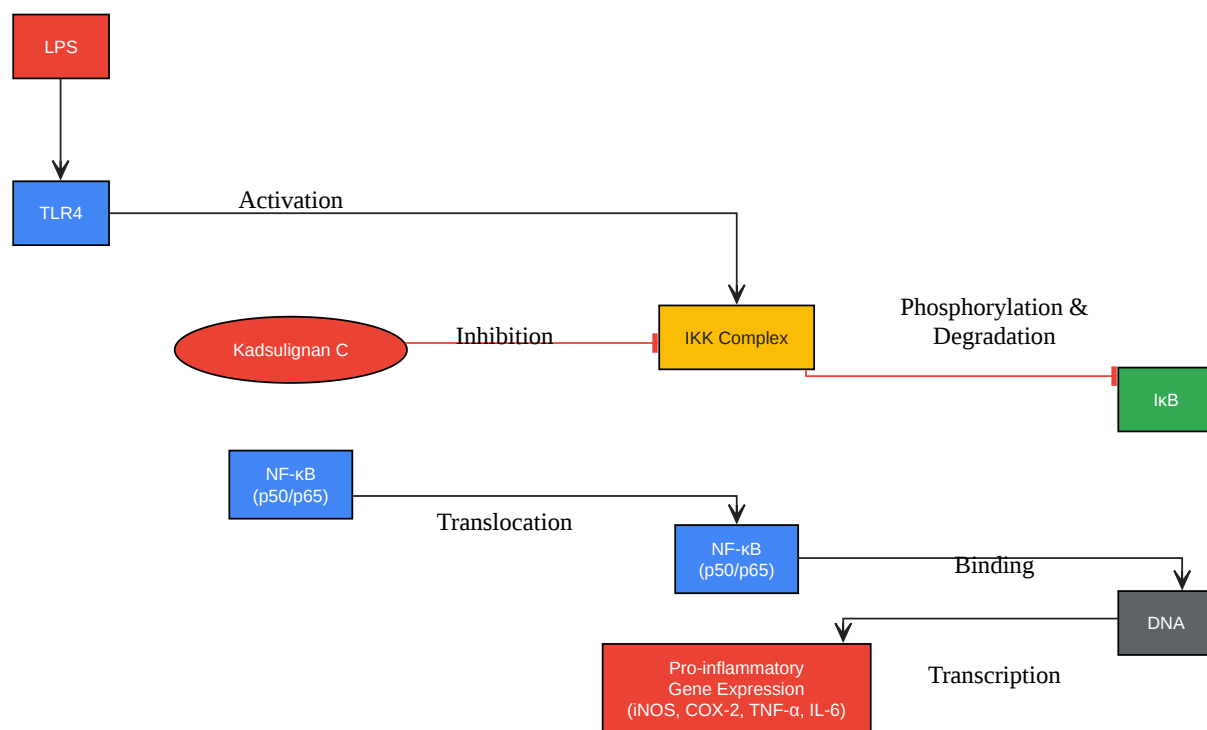 LPS
TLR4
Activation
Phosphorylation &
Degradation
Kadsulignan C
Inhibition
IKK Complex
IκB
NF-κB
(p50/p65)
Translocation
NF-κB
(p50/p65)
Binding
DNA
Pro-inflammatory
Gene Expression
(iNOS, COX-2, TNF-α, IL-6)
Transcription